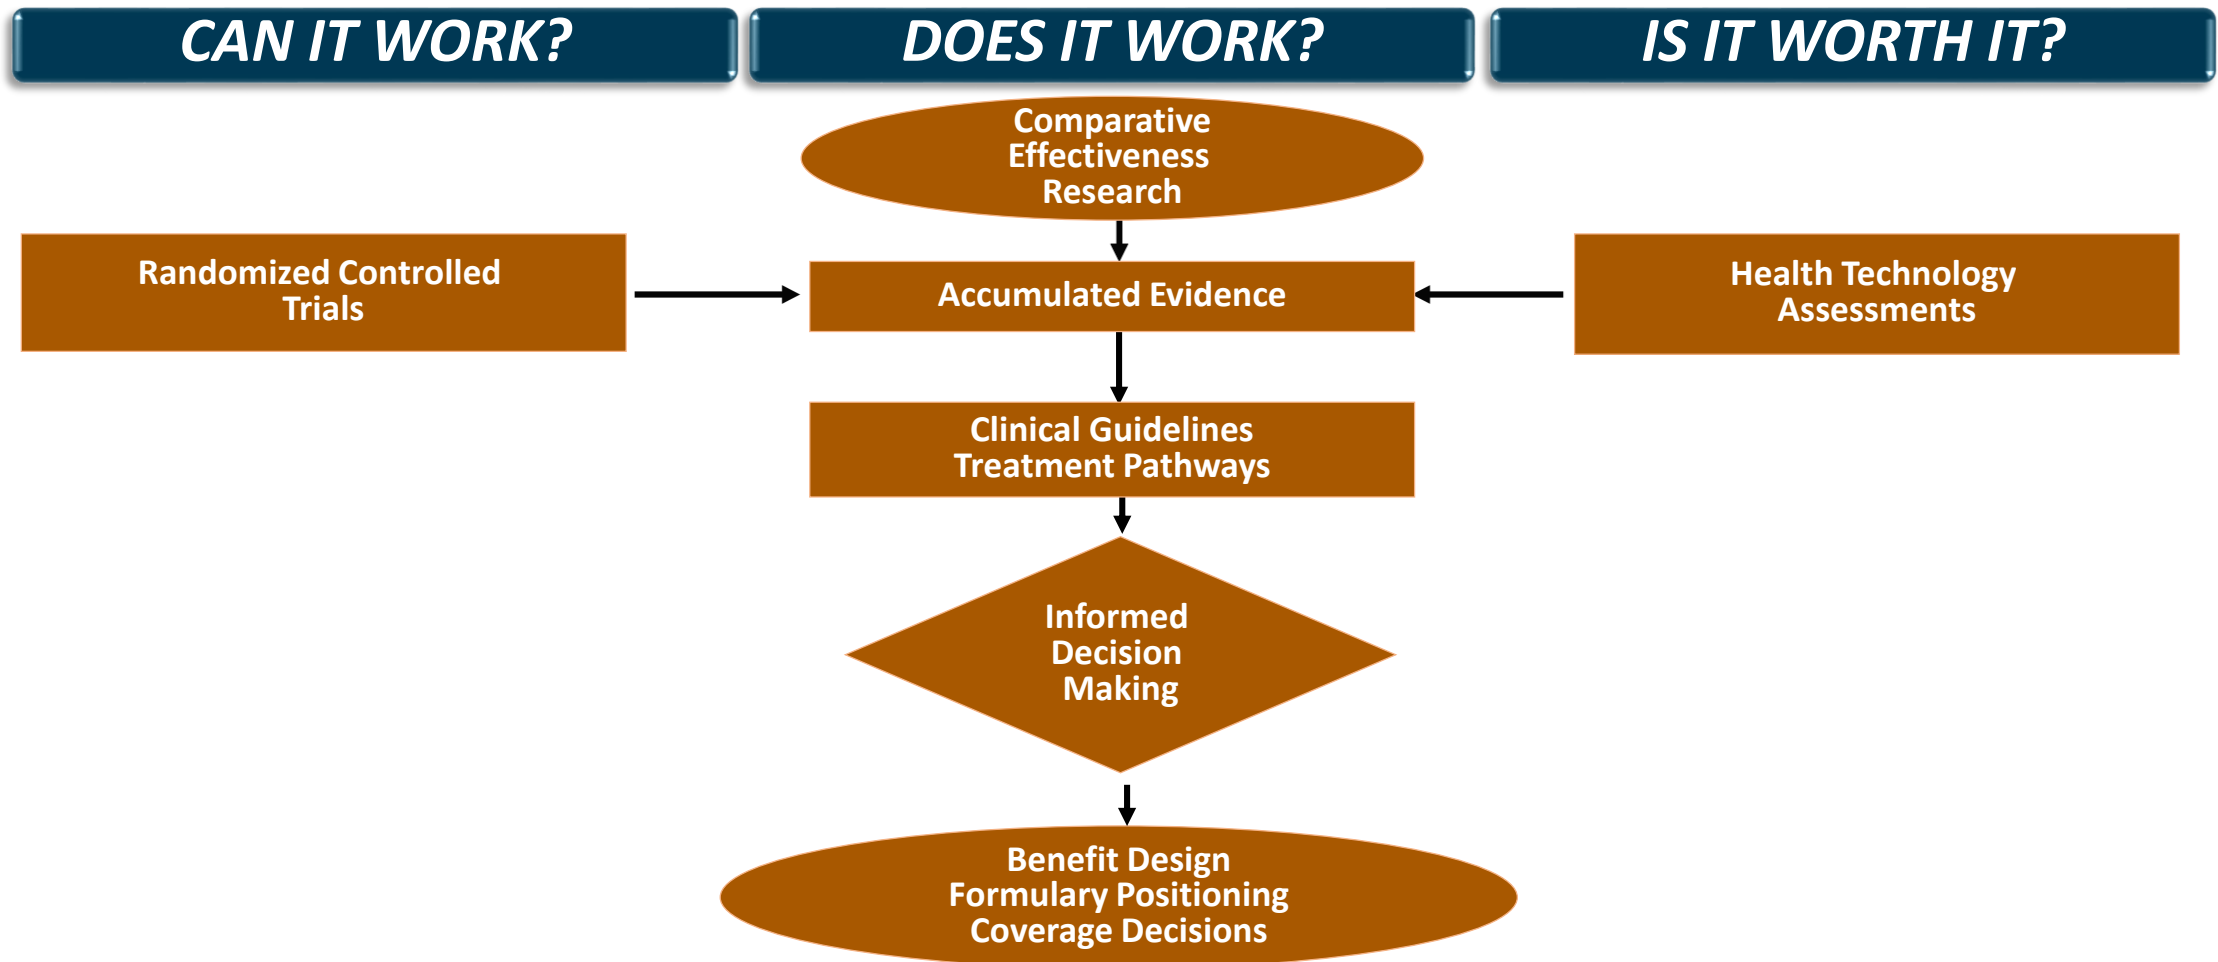 CAN IT WORK?
DOES IT WORK?
IS IT WORTH IT?
Comparative
Effectiveness
Research
Randomized Controlled
Trials
Accumulated Evidence
Health Technology
Assessments
Clinical Guidelines
Treatment Pathways
Informed
Decision
Making
Benefit Design
Formulary Positioning
Coverage Decisions